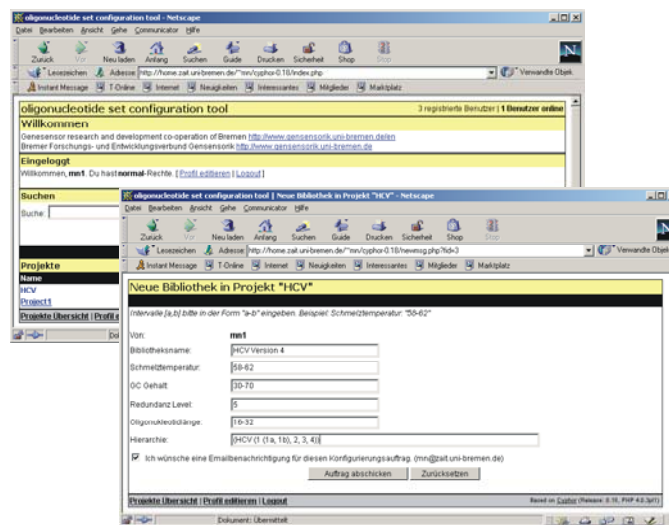 oligonucleotide set configuration tool - Netscape
Datei Bearbeiten Ansicht Gehe Communicator Hilfe
Zurück Vor Neu laden Anfang Suchen Guide Drucken Sicherheit Shop Stop
Lesezeichen Adresse http://home.zait.uni-bremen.de/~mn/cyphor-0.18/index.php Verwandte Objek
Instant Message T-Online Internet Neuigkeiten Interessantes Mitglieder Marktplatz
oligonucleotide set configuration tool 3 registrierte Benutzer | 1 Benutzer online
Willkommen
Genesensor research and development co-operation of Bremen http://www.gensensorik.uni-bremen.de/en
Bremer Forschungs- und Entwicklungsverbund Gensensorik http://www.gensensorik.uni-bremen.de
Eingeloggt
Willkommen, mn1. Du hast normal-Rechte. [ Profil editieren | Logout ]
Suchen
Suche:
Projekte
Name
HCV
Project1
Projekte Übersicht | Profil e
Dok
oligonucleotide set configuration tool | Neue Bibliothek in Projekt "HCV" - Netscape
Datei Bearbeiten Ansicht Gehe Communicator Hilfe
Zurück Vor Neu laden Anfang Suchen Guide Drucken Sicherheit Shop Stop
Lesezeichen Adresse http://home.zait.uni-bremen.de/~mn/cyphor-0.18/newmsg.php?fid=3 Verwandte Objek
Instant Message T-Online Internet Neuigkeiten Interessantes Mitglieder Marktplatz
Neue Bibliothek in Projekt "HCV"
Intervalle [a,b] bitte in der Form "a-b" eingeben. Beispiel: Schmelztemperatur: "58-62"
Von: mn1
Bibliotheksname: HCV Version 4
Schmelztemperatur: 58-62
GC Gehalt: 30-70
Redundanz Level: 5
Oligonukleotidlänge: 16-32
Hierarchie: (HCV (1 (1a, 1b), 2, 3, 4))
Ich wünsche eine Emailbenachrichtigung für diesen Konfigurierungsauftrag. (mn@zait.uni-bremen.de)
Auftrag abschicken Zurücksetzen
Projekte Übersicht | Profil editieren | Logout Based on Cyphor (Release: 0.18, PHP 4.0.3pl1)
Dokument: Übermittelt